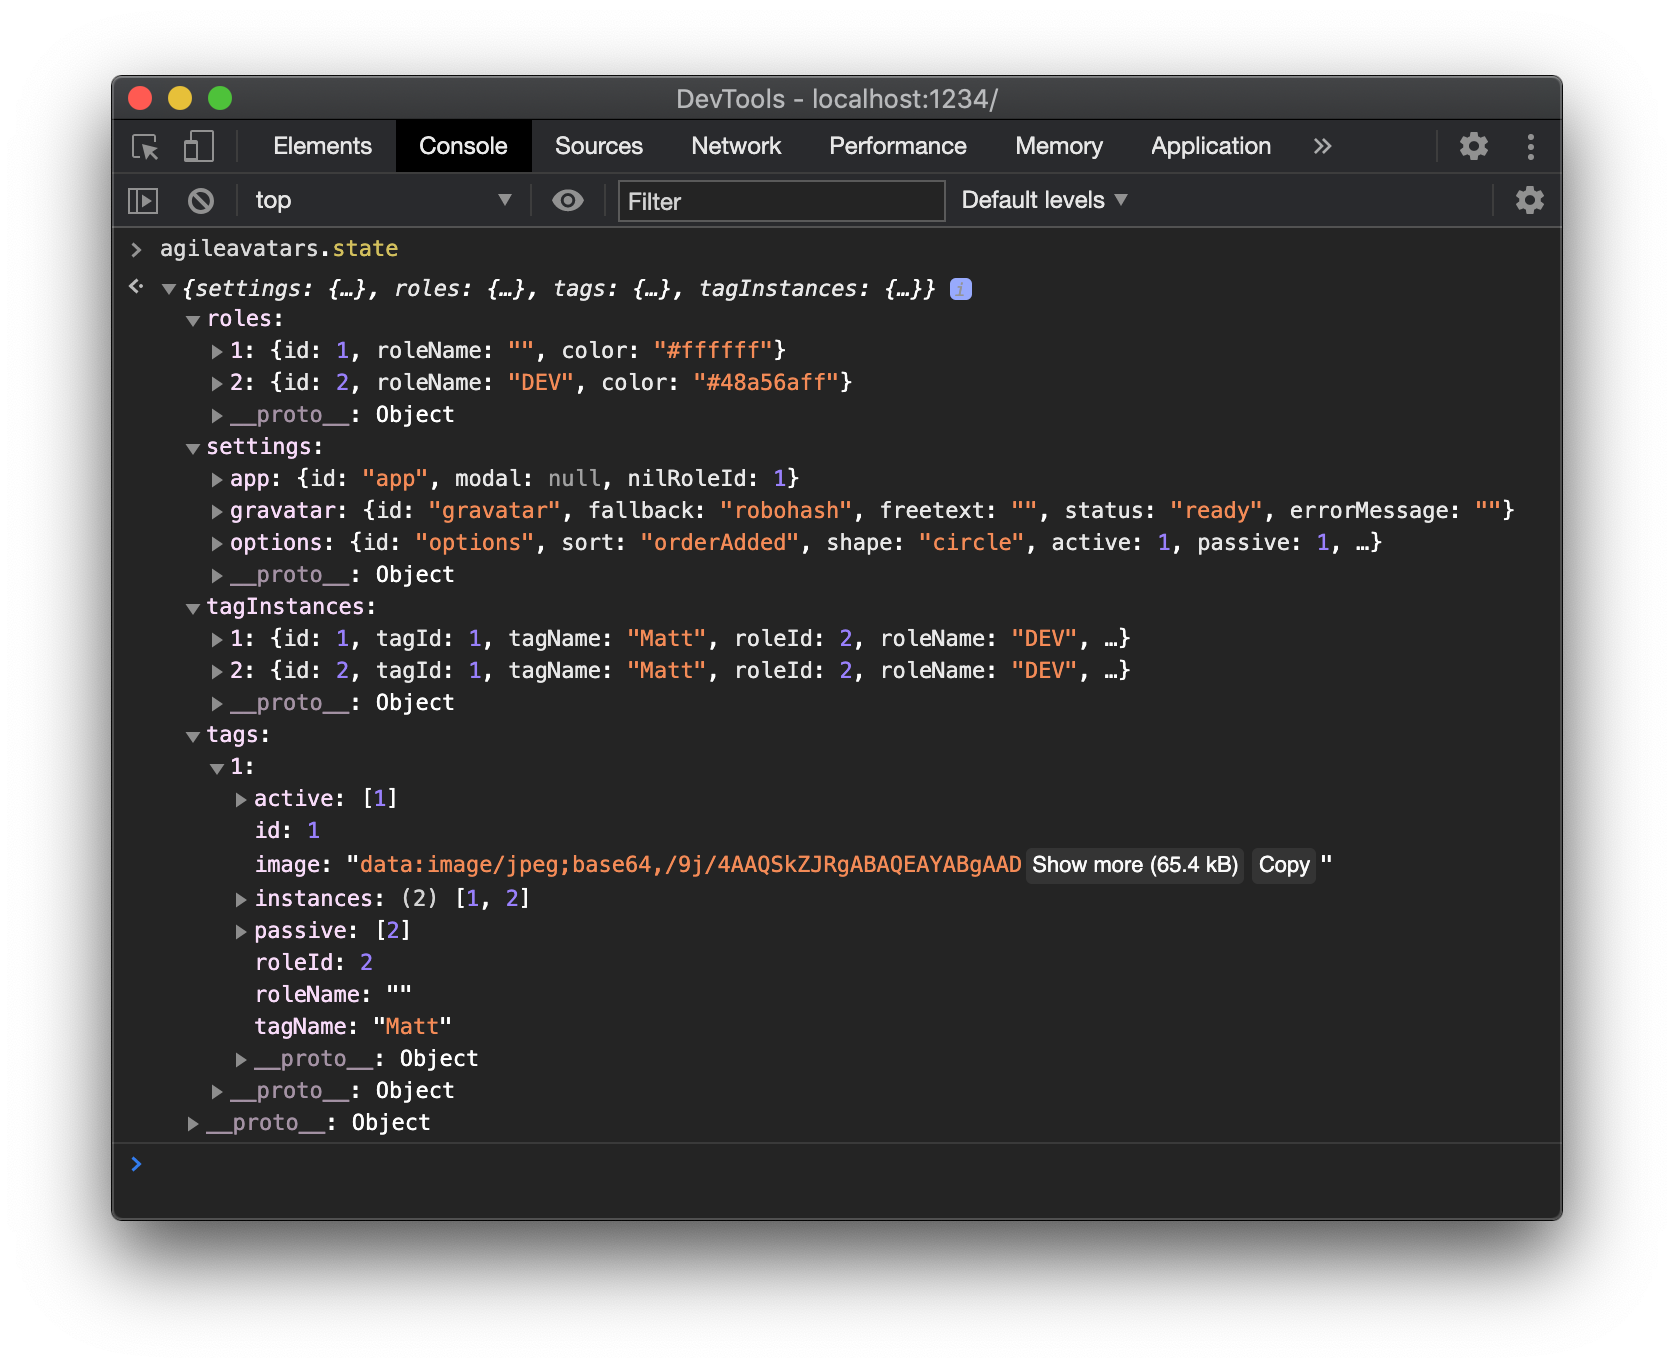 DevTools - localhost:1234/
Elements Console Sources Network Performance Memory Application »
top ▼ Filter Default levels ▼
> agileavatars.state
{settings: {…}, roles: {…}, tags: {…}, tagInstances: {…}} i
roles:
1: {id: 1, roleName: "", color: "#ffffff"}
2: {id: 2, roleName: "DEV", color: "#48a56aff"}
__proto__: Object
settings:
app: {id: "app", modal: null, nilRoleId: 1}
gravatar: {id: "gravatar", fallback: "robohash", freetext: "", status: "ready", errorMessage: ""}
options: {id: "options", sort: "orderAdded", shape: "circle", active: 1, passive: 1, …}
__proto__: Object
tagInstances:
1: {id: 1, tagId: 1, tagName: "Matt", roleId: 2, roleName: "DEV", …}
2: {id: 2, tagId: 1, tagName: "Matt", roleId: 2, roleName: "DEV", …}
__proto__: Object
tags:
1:
active: [1]
id: 1
image: "data:image/jpeg;base64,/9j/4AAQSkZJRgABAQEAYABgAAD Show more (65.4 kB) Copy "
instances: (2) [1, 2]
passive: [2]
roleId: 2
roleName: ""
tagName: "Matt"
__proto__: Object
__proto__: Object
__proto__: Object
>